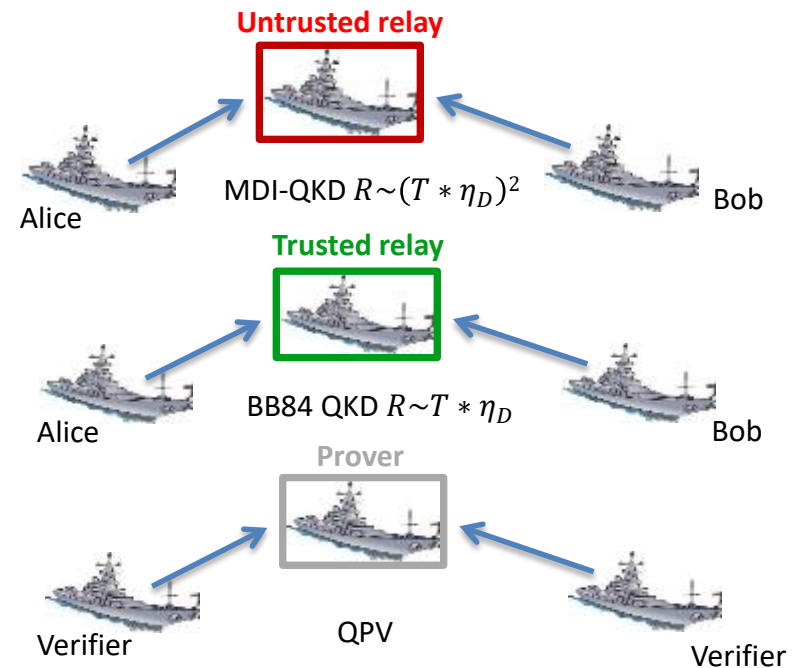 Untrusted relay
Alice
MDI-QKD R~(T * η_D)²
Bob
Trusted relay
Alice
BB84 QKD R~T * η_D
Bob
Prover
Verifier
QPV
Verifier